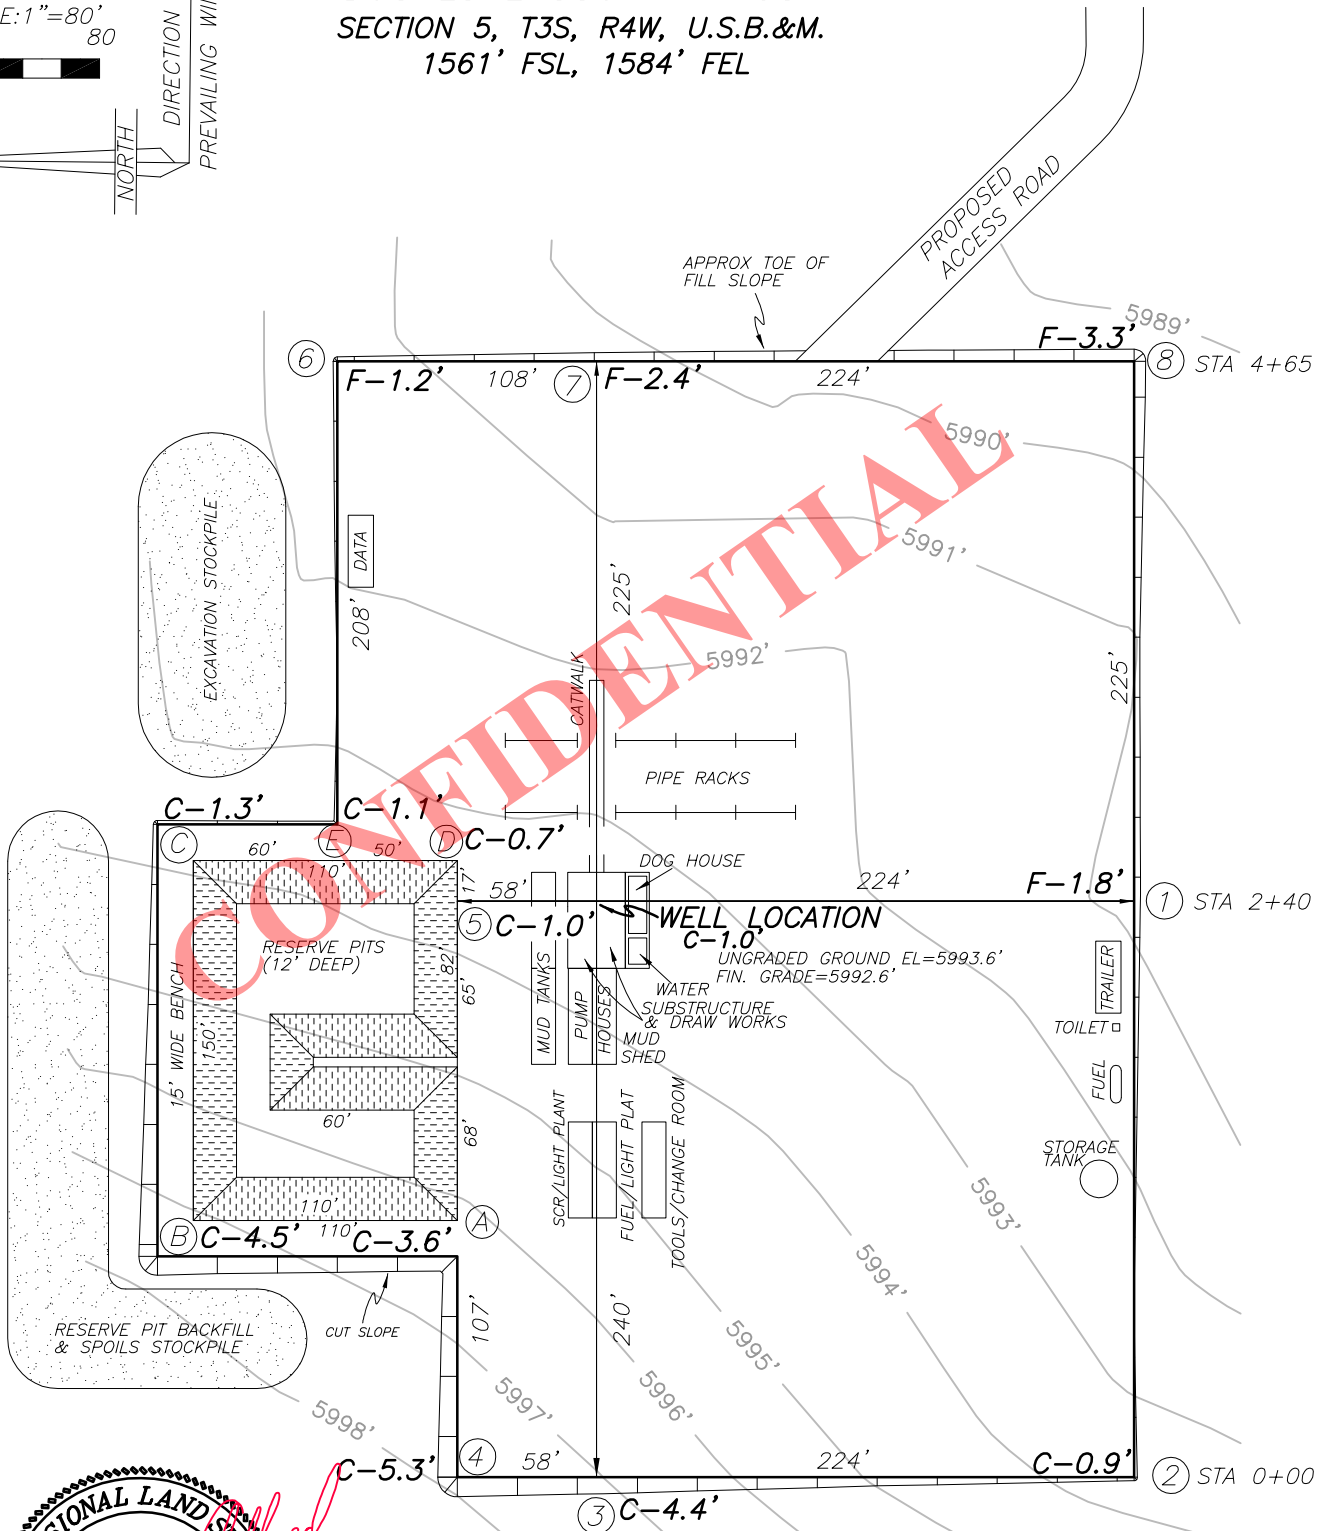 E:1"=80'
80
DIRECTION
PREVAILING
NORTH
SECTION 5, T3S, R4W, U.S.B.&M.
1561' FSL, 1584' FEL
PROPOSED
ACCESS ROAD
APPROX TOE OF
FILL SLOPE
5989'
6
F-1.2'
108'
7
F-2.4'
224'
F-3.3'
8
STA 4+65
5990'
5991'
5992'
EXCAVATION STOCKPILE
DATA
208'
225'
225'
CATWALK
PIPE RACKS
CONFIDENTIAL
C-1.3'
C-1.1'
C
E
D
C-0.7'
60'
50'
110'
17'
58'
DOG HOUSE
224'
F-1.8'
1
STA 2+40
5
C-1.0'
WELL LOCATION
C-1.0'
UNGRADED GROUND EL=5993.6'
FIN. GRADE=5992.6'
RESERVE PITS
(12' DEEP)
82'
65'
15' WIDE BENCH
150'
MUD TANKS
PUMP
HOUSES
WATER
SUBSTRUCTURE
& DRAW WORKS
MUD
SHED
TRAILER
TOILET
FUEL
STORAGE
TANK
60'
68'
SCR/LIGHT PLANT
FUEL/LIGHT PLAT
TOOLS/CHANGE ROOM
110'
110'
A
B
C-4.5'
C-3.6'
5993'
5994'
5995'
5996'
5997'
5998'
RESERVE PIT BACKFILL
& SPOILS STOCKPILE
CUT SLOPE
107'
240'
C-5.3'
4
58'
224'
C-0.9'
2
STA 0+00
3
C-4.4'
IONAL LAND S